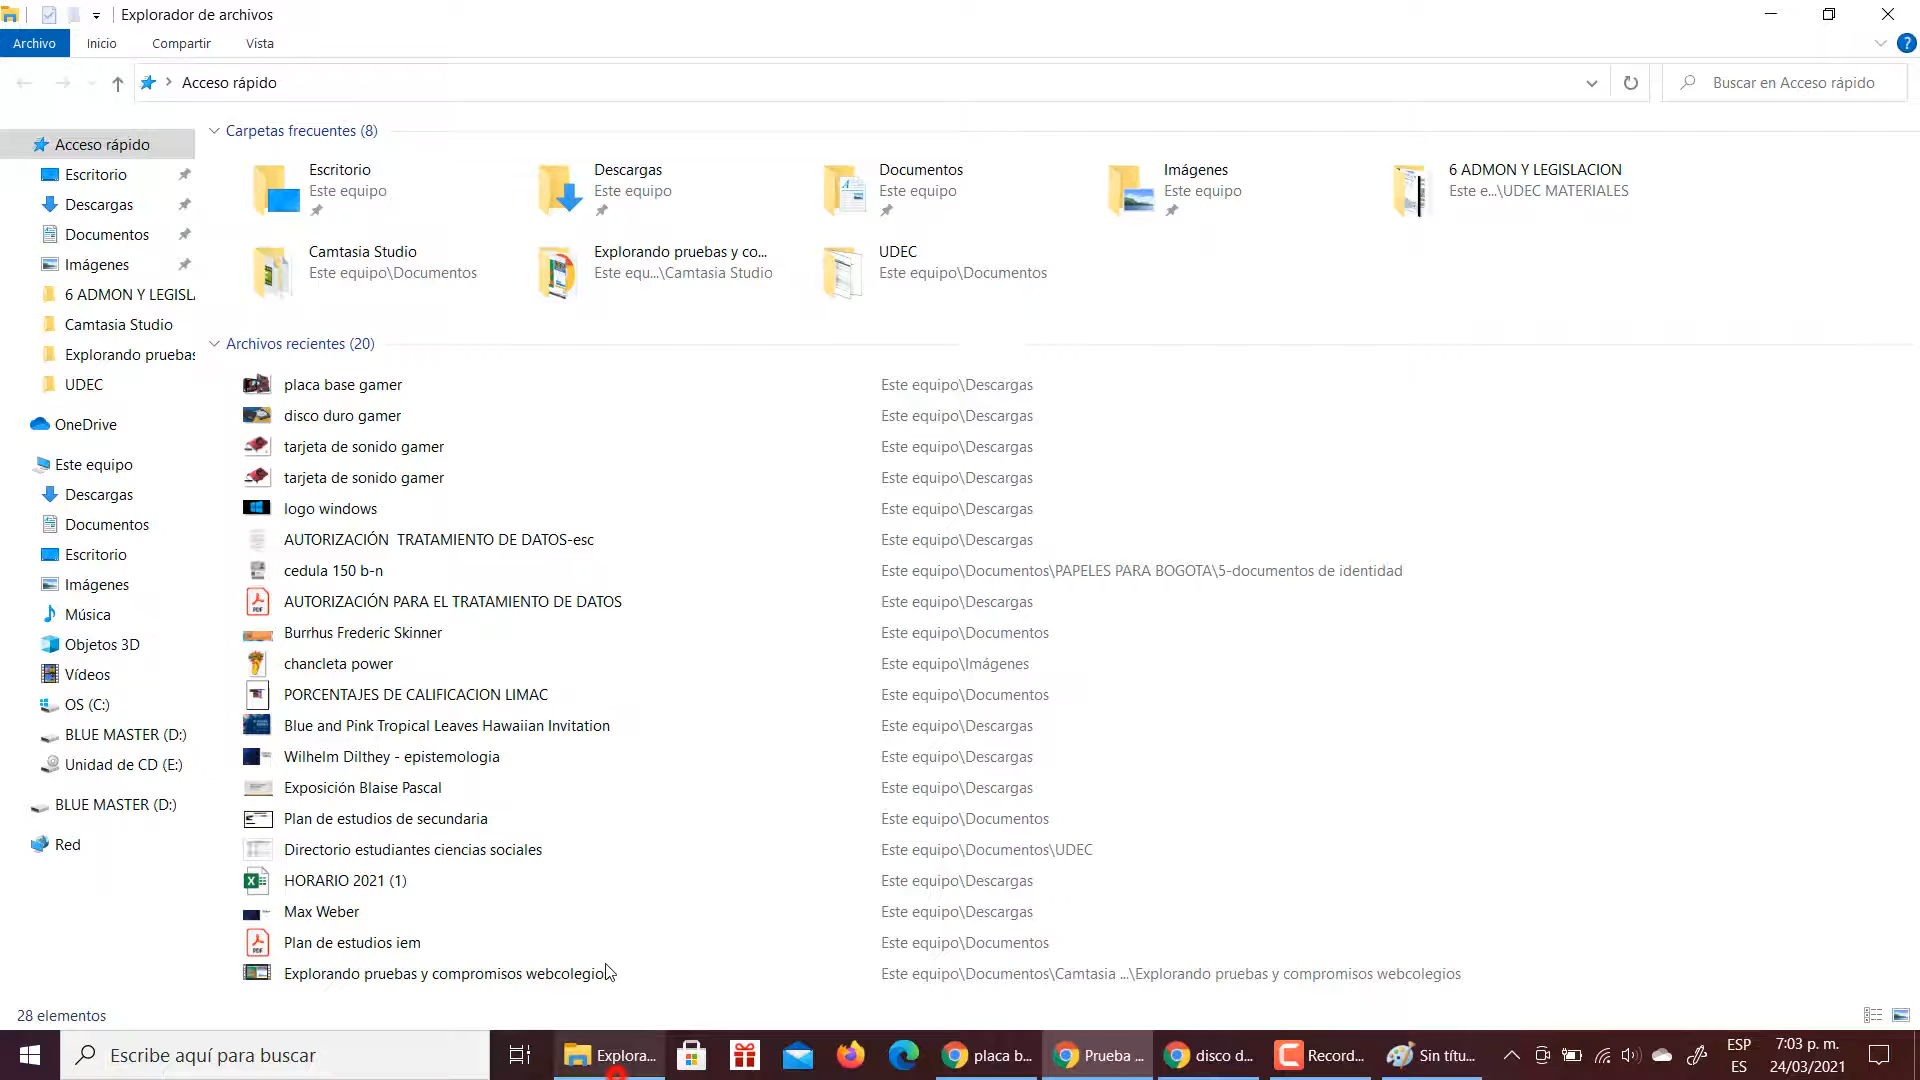 Explorador de archivos
Archivo Inicio Compartir Vista
Acceso rápido
Buscar en Acceso rápido
Acceso rápido
Escritorio
Descargas
Documentos
Imágenes
6 ADMON Y LEGISL
Camtasia Studio
Explorando pruebas
UDEC
OneDrive
Este equipo
Descargas
Documentos
Escritorio
Imágenes
Música
Objetos 3D
Vídeos
OS (C:)
BLUE MASTER (D:)
Unidad de CD (E:)
BLUE MASTER (D:)
Red
Carpetas frecuentes (8)
Escritorio
Este equipo
Descargas
Este equipo
Documentos
Este equipo
Imágenes
Este equipo
6 ADMON Y LEGISLACION
Este e...\UDEC MATERIALES
Camtasia Studio
Este equipo\Documentos
Explorando pruebas y co...
Este equ...\Camtasia Studio
UDEC
Este equipo\Documentos
Archivos recientes (20)
placa base gamer Este equipo\Descargas
disco duro gamer Este equipo\Descargas
tarjeta de sonido gamer Este equipo\Descargas
tarjeta de sonido gamer Este equipo\Descargas
logo windows Este equipo\Descargas
AUTORIZACIÓN  TRATAMIENTO DE DATOS-esc Este equipo\Descargas
cedula 150 b-n Este equipo\Documentos\PAPELES PARA BOGOTA\5-documentos de identidad
AUTORIZACIÓN PARA EL TRATAMIENTO DE DATOS Este equipo\Descargas
Burrhus Frederic Skinner Este equipo\Documentos
chancleta power Este equipo\Imágenes
PORCENTAJES DE CALIFICACION LIMAC Este equipo\Documentos
Blue and Pink Tropical Leaves Hawaiian Invitation Este equipo\Descargas
Wilhelm Dilthey - epistemologia Este equipo\Descargas
Exposición Blaise Pascal Este equipo\Descargas
Plan de estudios de secundaria Este equipo\Documentos
Directorio estudiantes ciencias sociales Este equipo\Documentos\UDEC
HORARIO 2021 (1) Este equipo\Descargas
Max Weber Este equipo\Descargas
Plan de estudios iem Este equipo\Documentos
Explorando pruebas y compromisos webcolegios Este equipo\Documentos\Camtasia ...\Explorando pruebas y compromisos webcolegios
28 elementos
Escribe aquí para buscar
Explora...
placa b...
Prueba ...
disco d...
Record...
Sin títu...
ESP
ES
7:03 p. m.
24/03/2021